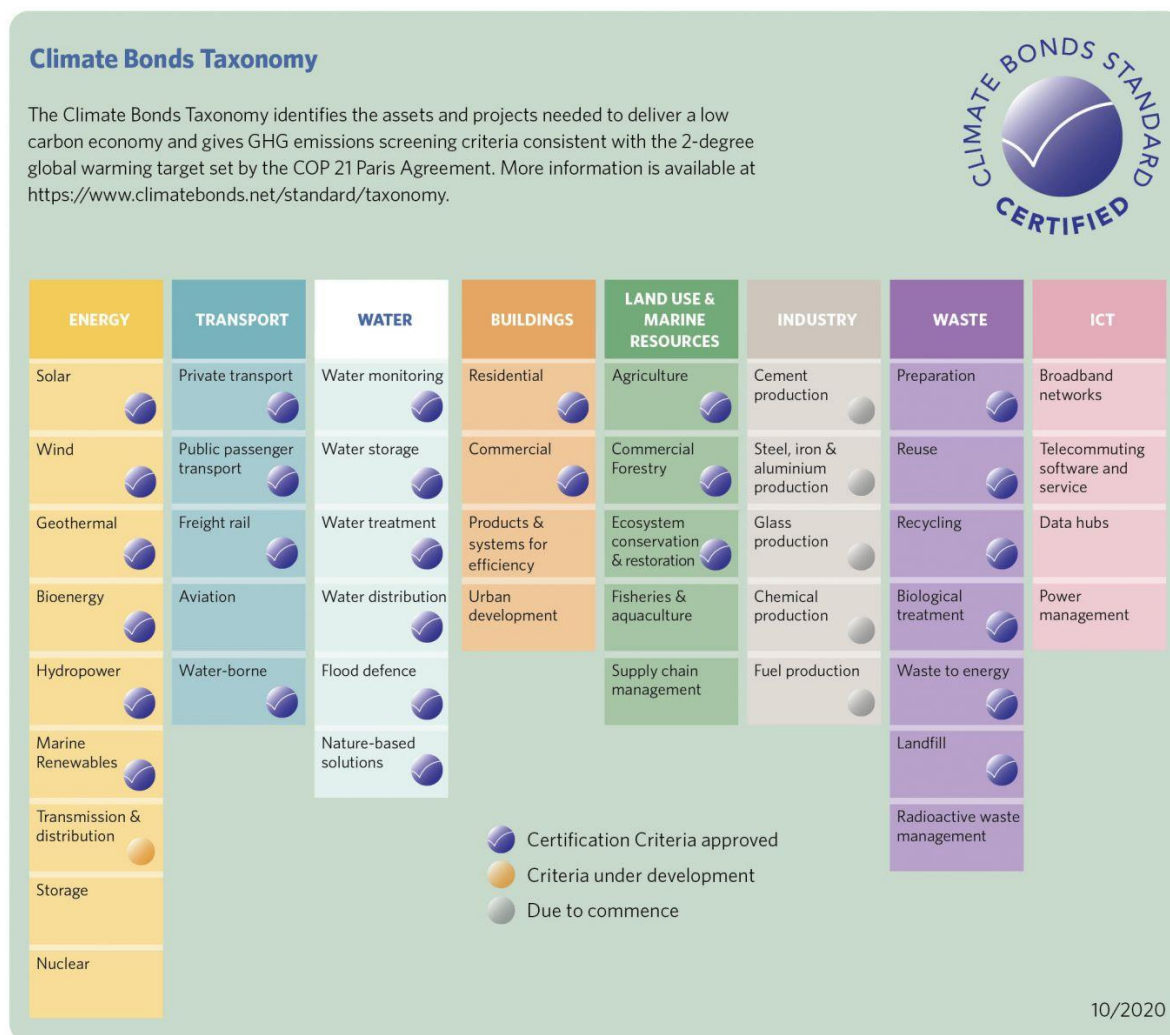 Climate Bonds Taxonomy
The Climate Bonds Taxonomy identifies the assets and projects needed to deliver a low
carbon economy and gives GHG emissions screening criteria consistent with the 2-degree
global warming target set by the COP 21 Paris Agreement. More information is available at
https://www.climatebonds.net/standard/taxonomy.
CLIMATE BONDS STANDARD
CERTIFIED
ENERGY
Solar
Wind
Geothermal
Bioenergy
Hydropower
Marine
Renewables
Transmission &
distribution
Storage
Nuclear
TRANSPORT
Private transport
Public passenger
transport
Freight rail
Aviation
Water-borne
WATER
Water monitoring
Water storage
Water treatment
Water distribution
Flood defence
Nature-based
solutions
BUILDINGS
Residential
Commercial
Products &
systems for
efficiency
Urban
development
LAND USE &
MARINE
RESOURCES
Agriculture
Commercial
Forestry
Ecosystem
conservation
& restoration
Fisheries &
aquaculture
Supply chain
management
INDUSTRY
Cement
production
Steel, iron &
aluminium
production
Glass
production
Chemical
production
Fuel production
WASTE
Preparation
Reuse
Recycling
Biological
treatment
Waste to energy
Landfill
Radioactive waste
management
ICT
Broadband
networks
Telecommuting
software and
service
Data hubs
Power
management
Certification Criteria approved
Criteria under development
Due to commence
10/2020